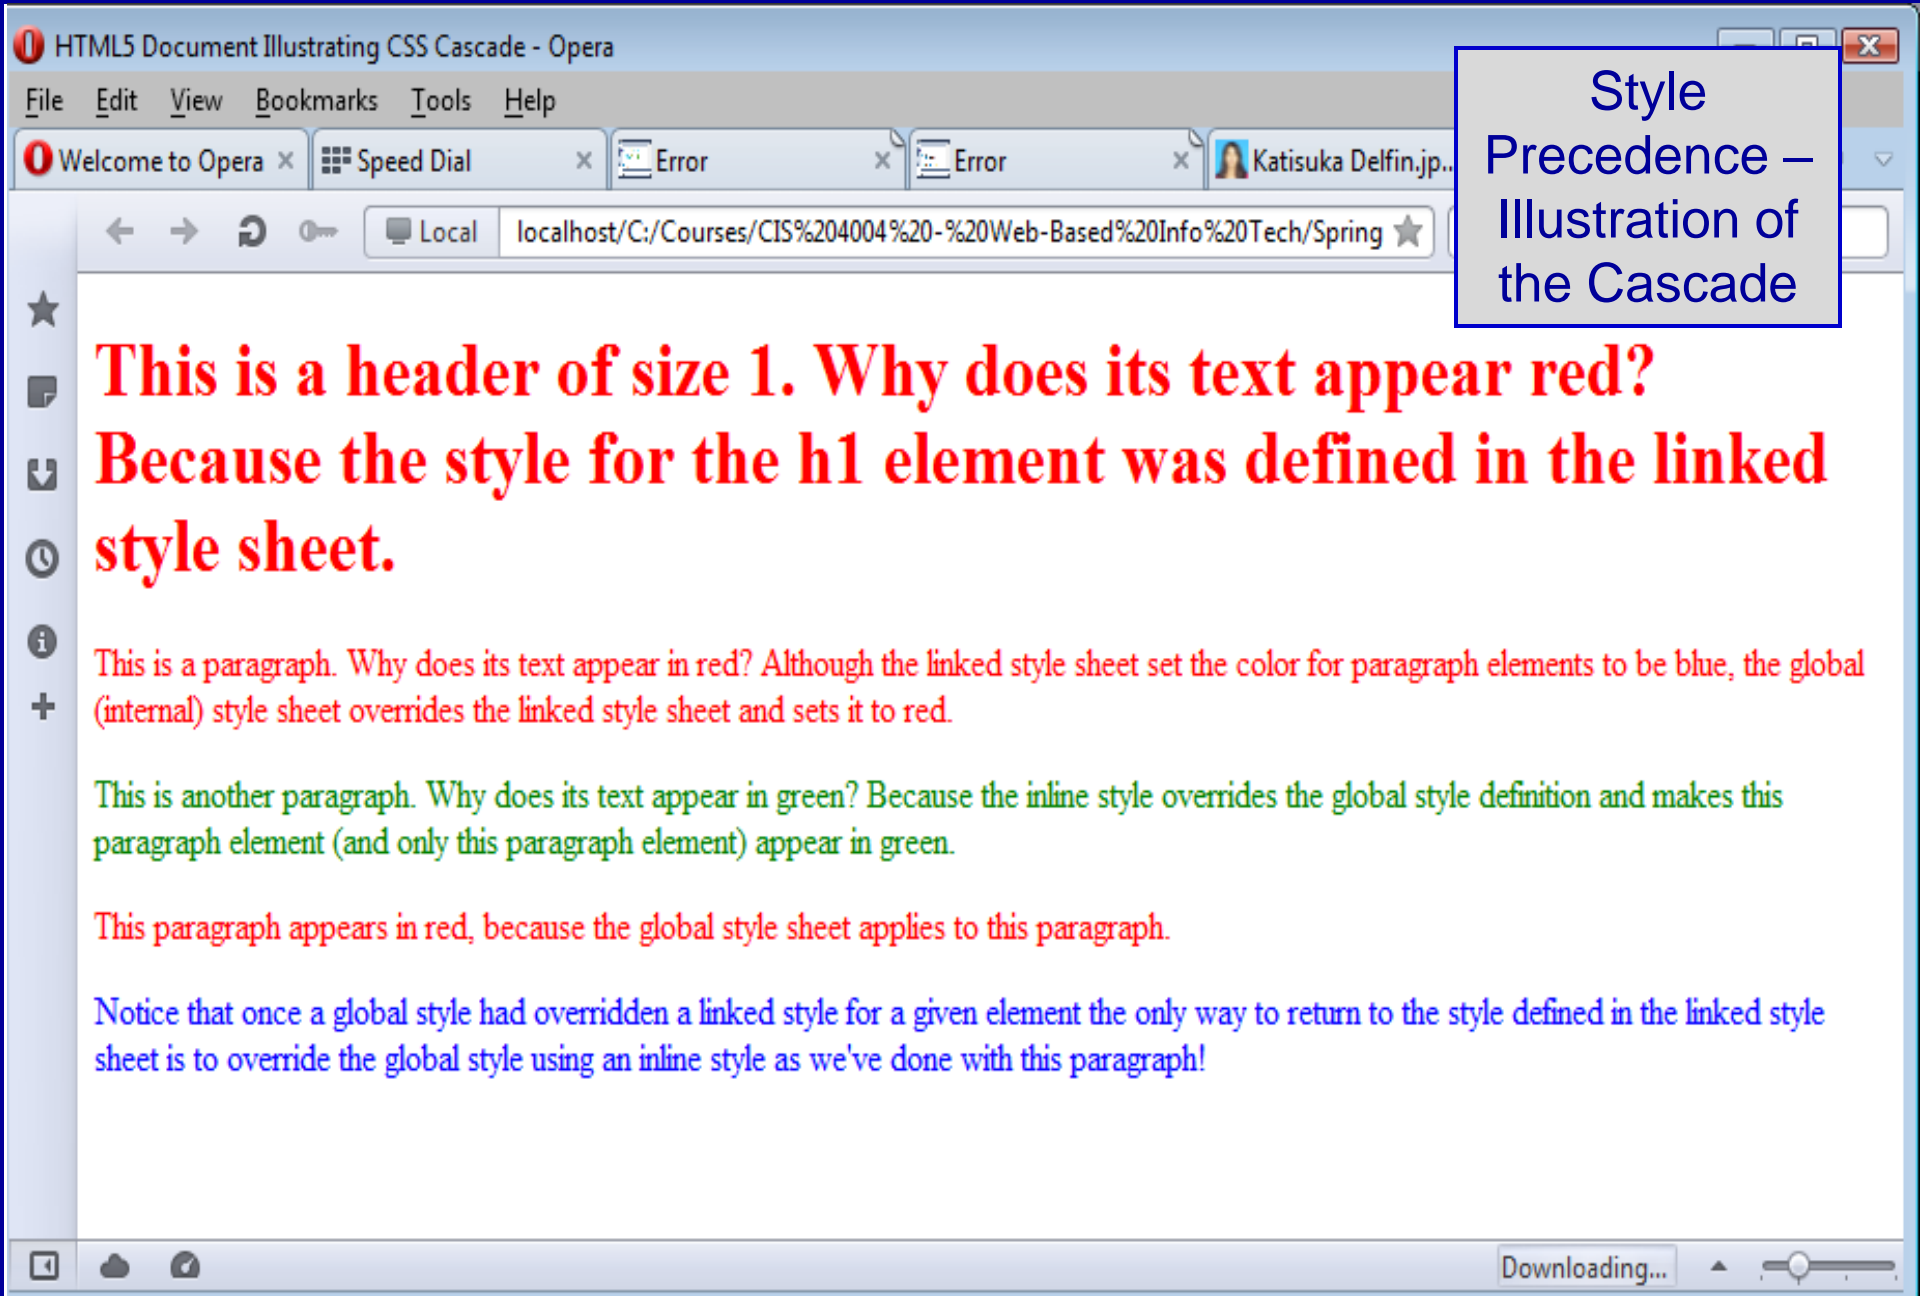 HTML5 Document Illustrating CSS Cascade - Opera
File Edit View Bookmarks Tools Help
Welcome to Opera Speed Dial Error Error Katisuka Delfin.jp...
Local localhost/C:/Courses/CIS%204004%20-%20Web-Based%20Info%20Tech/Spring
Style
Precedence –
Illustration of
the Cascade
This is a header of size 1. Why does its text appear red?
Because the style for the h1 element was defined in the linked
style sheet.
This is a paragraph. Why does its text appear in red? Although the linked style sheet set the color for paragraph elements to be blue, the global
(internal) style sheet overrides the linked style sheet and sets it to red.
This is another paragraph. Why does its text appear in green? Because the inline style overrides the global style definition and makes this
paragraph element (and only this paragraph element) appear in green.
This paragraph appears in red, because the global style sheet applies to this paragraph.
Notice that once a global style had overridden a linked style for a given element the only way to return to the style defined in the linked style
sheet is to override the global style using an inline style as we've done with this paragraph!
Downloading...